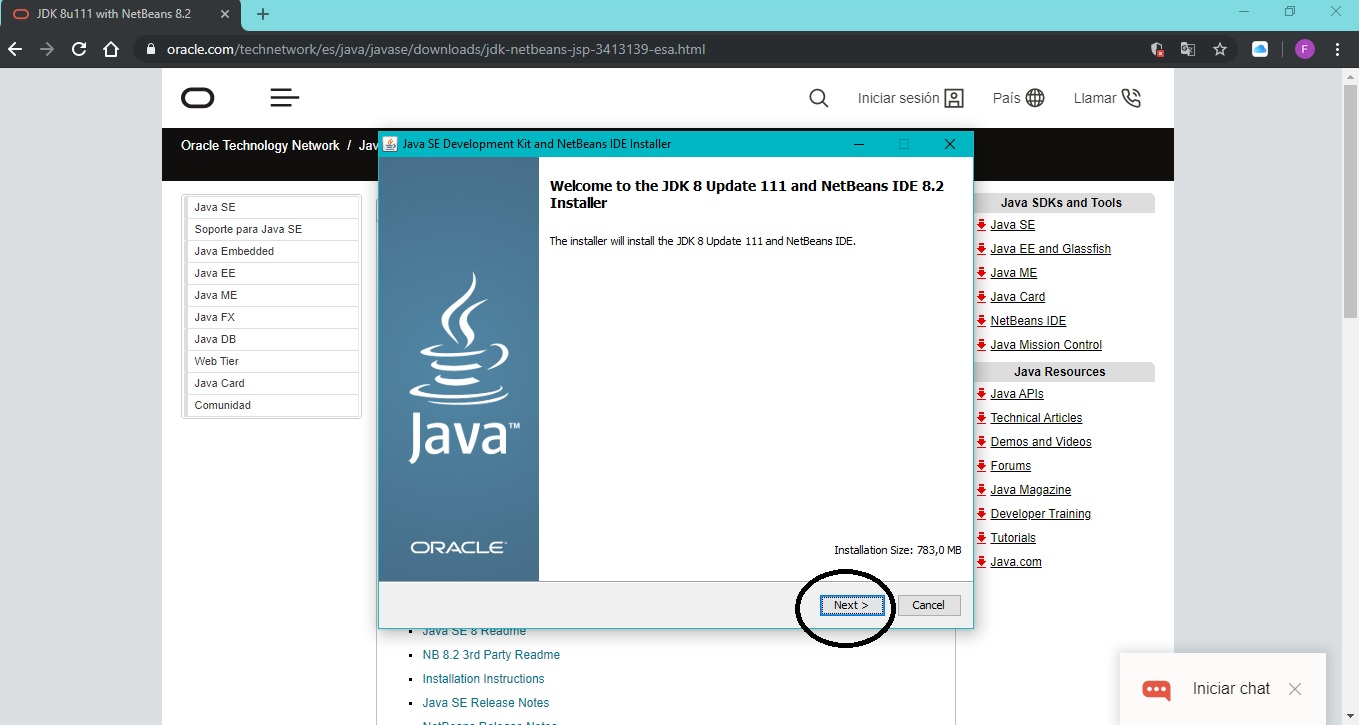 JDK 8u111 with NetBeans 8.2
oracle.com/technetwork/es/java/javase/downloads/jdk-netbeans-jsp-3413139-esa.html
F
Iniciar sesión
País
Llamar
Oracle Technology Network / Jav
Java SE
Soporte para Java SE
Java Embedded
Java EE
Java ME
Java FX
Java DB
Web Tier
Java Card
Comunidad
Java SE Development Kit and NetBeans IDE Installer
Welcome to the JDK 8 Update 111 and NetBeans IDE 8.2
Installer
The installer will install the JDK 8 Update 111 and NetBeans IDE.
Java™
ORACLE®
Installation Size: 783,0 MB
Next >
Cancel
Java SE 8 Readme
NB 8.2 3rd Party Readme
Installation Instructions
Java SE Release Notes
NetBeans Release Notes
Java SDKs and Tools
Java SE
Java EE and Glassfish
Java ME
Java Card
NetBeans IDE
Java Mission Control
Java Resources
Java APIs
Technical Articles
Demos and Videos
Forums
Java Magazine
Developer Training
Tutorials
Java.com
Iniciar chat